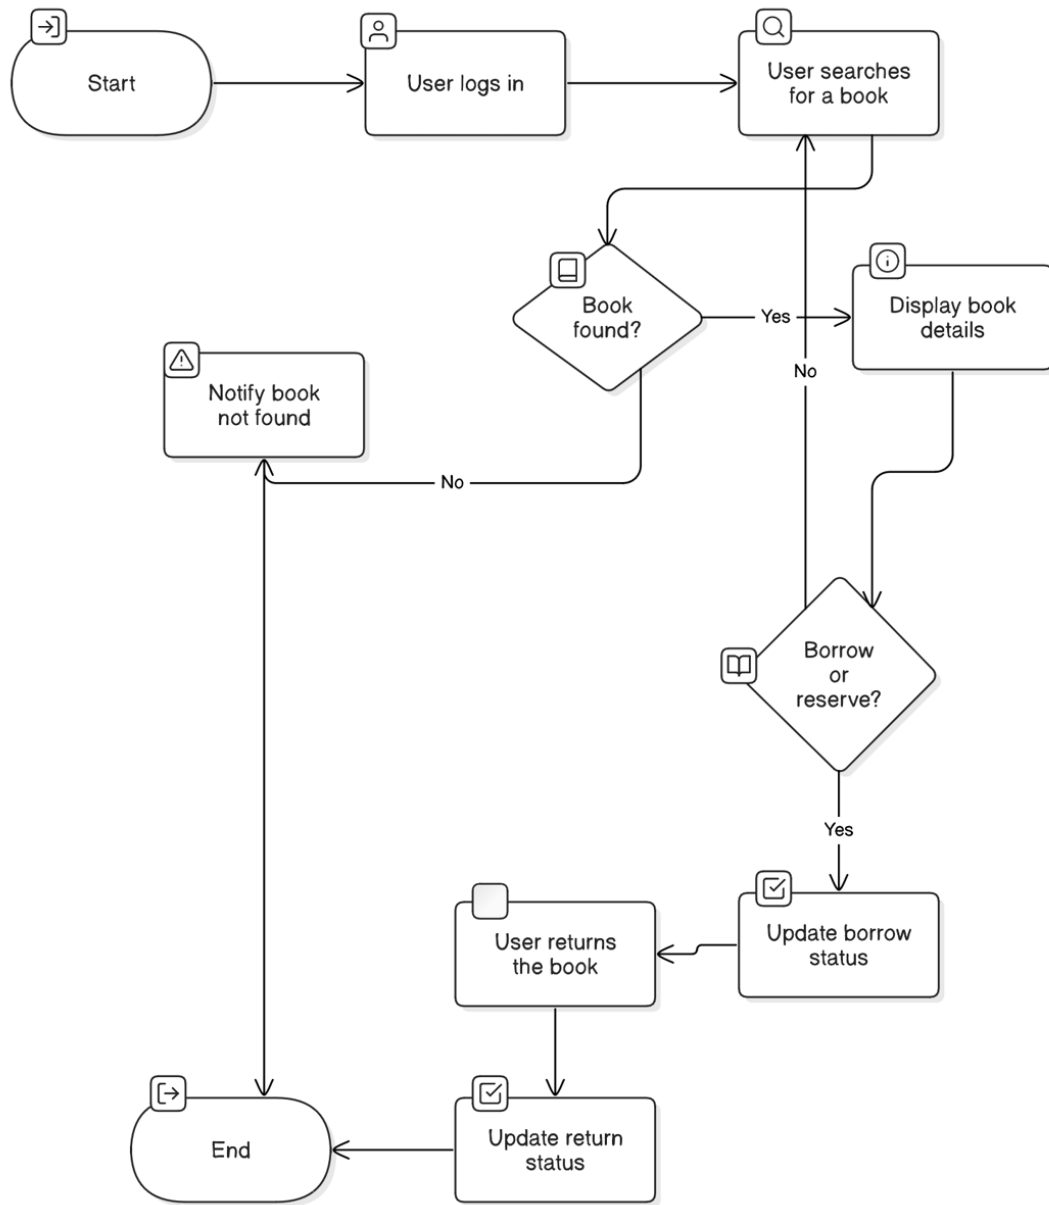 Start
User logs in
User searches
for a book
Book
found?
Yes
Display book
details
No
Notify book
not found
No
Borrow
or
reserve?
Yes
User returns
the book
Update borrow
status
End
Update return
status